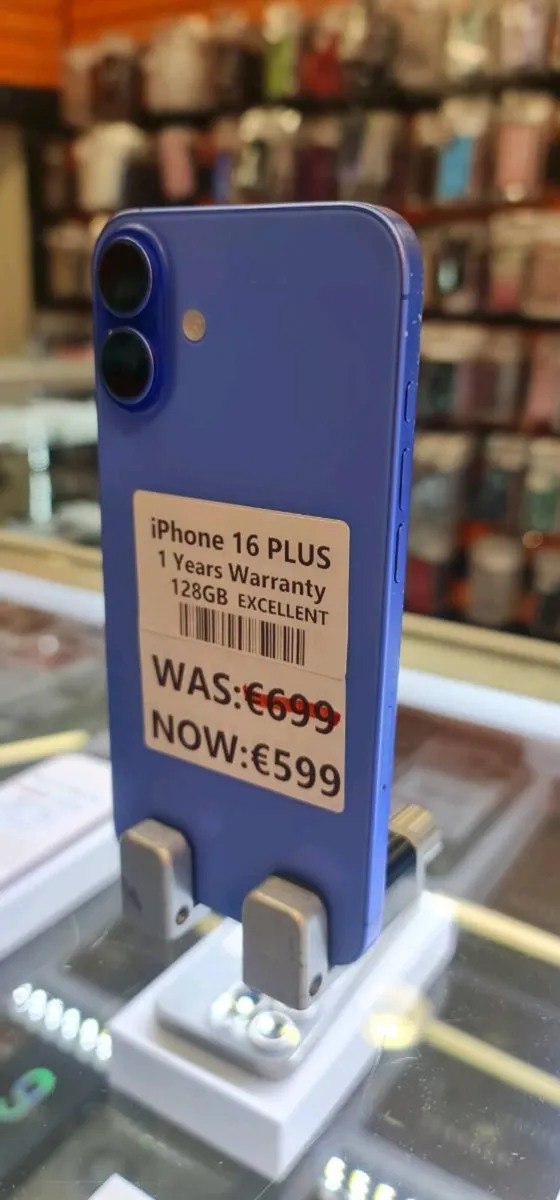 iPhone 16 PLUS
1 Years Warranty
128GB EXCELLENT
WAS:€699
NOW:€599